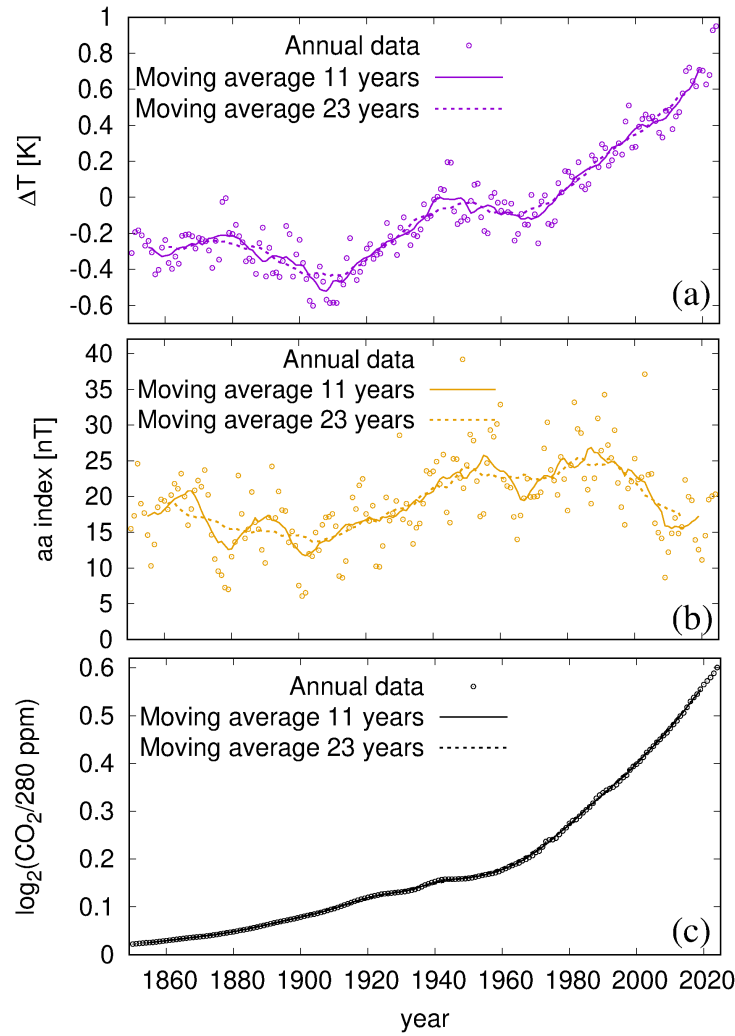 1
0.8
0.6
0.4
0.2
0
-0.2
-0.4
-0.6
ΔT [K]
Annual data
Moving average 11 years
Moving average 23 years
(a)
40
35
30
25
20
15
10
5
0
aa index [nT]
Annual data
Moving average 11 years
Moving average 23 years
(b)
0.6
0.5
0.4
0.3
0.2
0.1
0
log₂(CO₂/280 ppm)
Annual data
Moving average 11 years
Moving average 23 years
(c)
1860 1880 1900 1920 1940 1960 1980 2000 2020
year